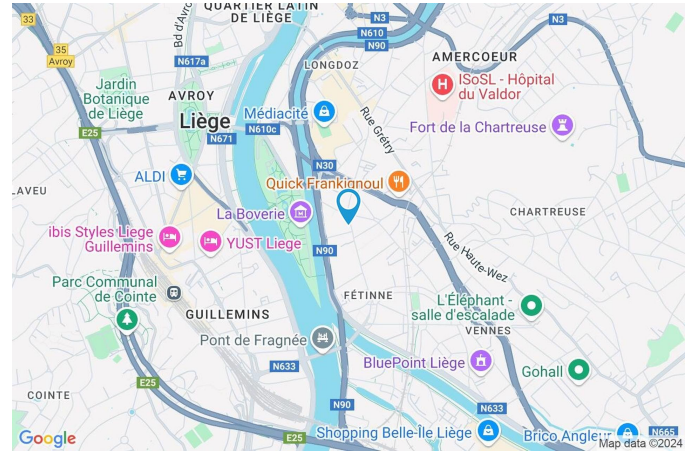 QUARTIER LATIN
DE LIÈGE
N3
N610
N90
N3
33
35
Avroy
Bd d'Avro
N617a
LONGDOZ
AMERCOEUR
ISoSL - Hôpital
du Valdor
Jardin
Botanique
de Liège
AVROY
Médiacité
Rue Grétry
Fort de la Chartreuse
E25
Liège
N671
N610c
N30
LAVEU
ALDI
Quick Frankignoul
La Boverie
CHARTREUSE
ibis Styles Liege
Guillemins
YUST Liege
N90
Rue Haute-Wez
Parc Communal
de Cointe
FÉTINNE
L'Éléphant -
salle d'escalade
GUILLEMINS
VENNES
Pont de Fragnée
BluePoint Liège
Gohall
N633
E25
COINTE
N90
N633
Google
E25
Shopping Belle-Île Liège
Brico Angleur
N665
Map data ©2024